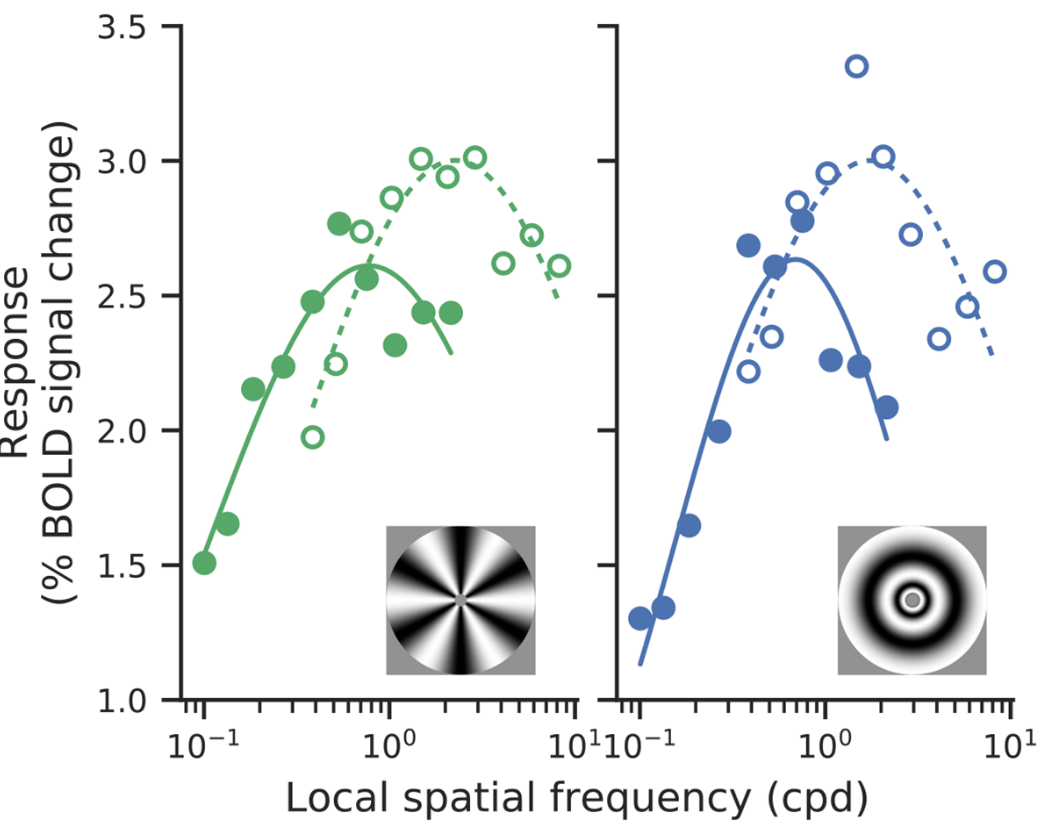 Response
(% BOLD signal change)
3.5
3.0
2.5
2.0
1.5
1.0
10⁻¹ 10⁰ 10¹ 10⁻¹ 10⁰ 10¹
Local spatial frequency (cpd)